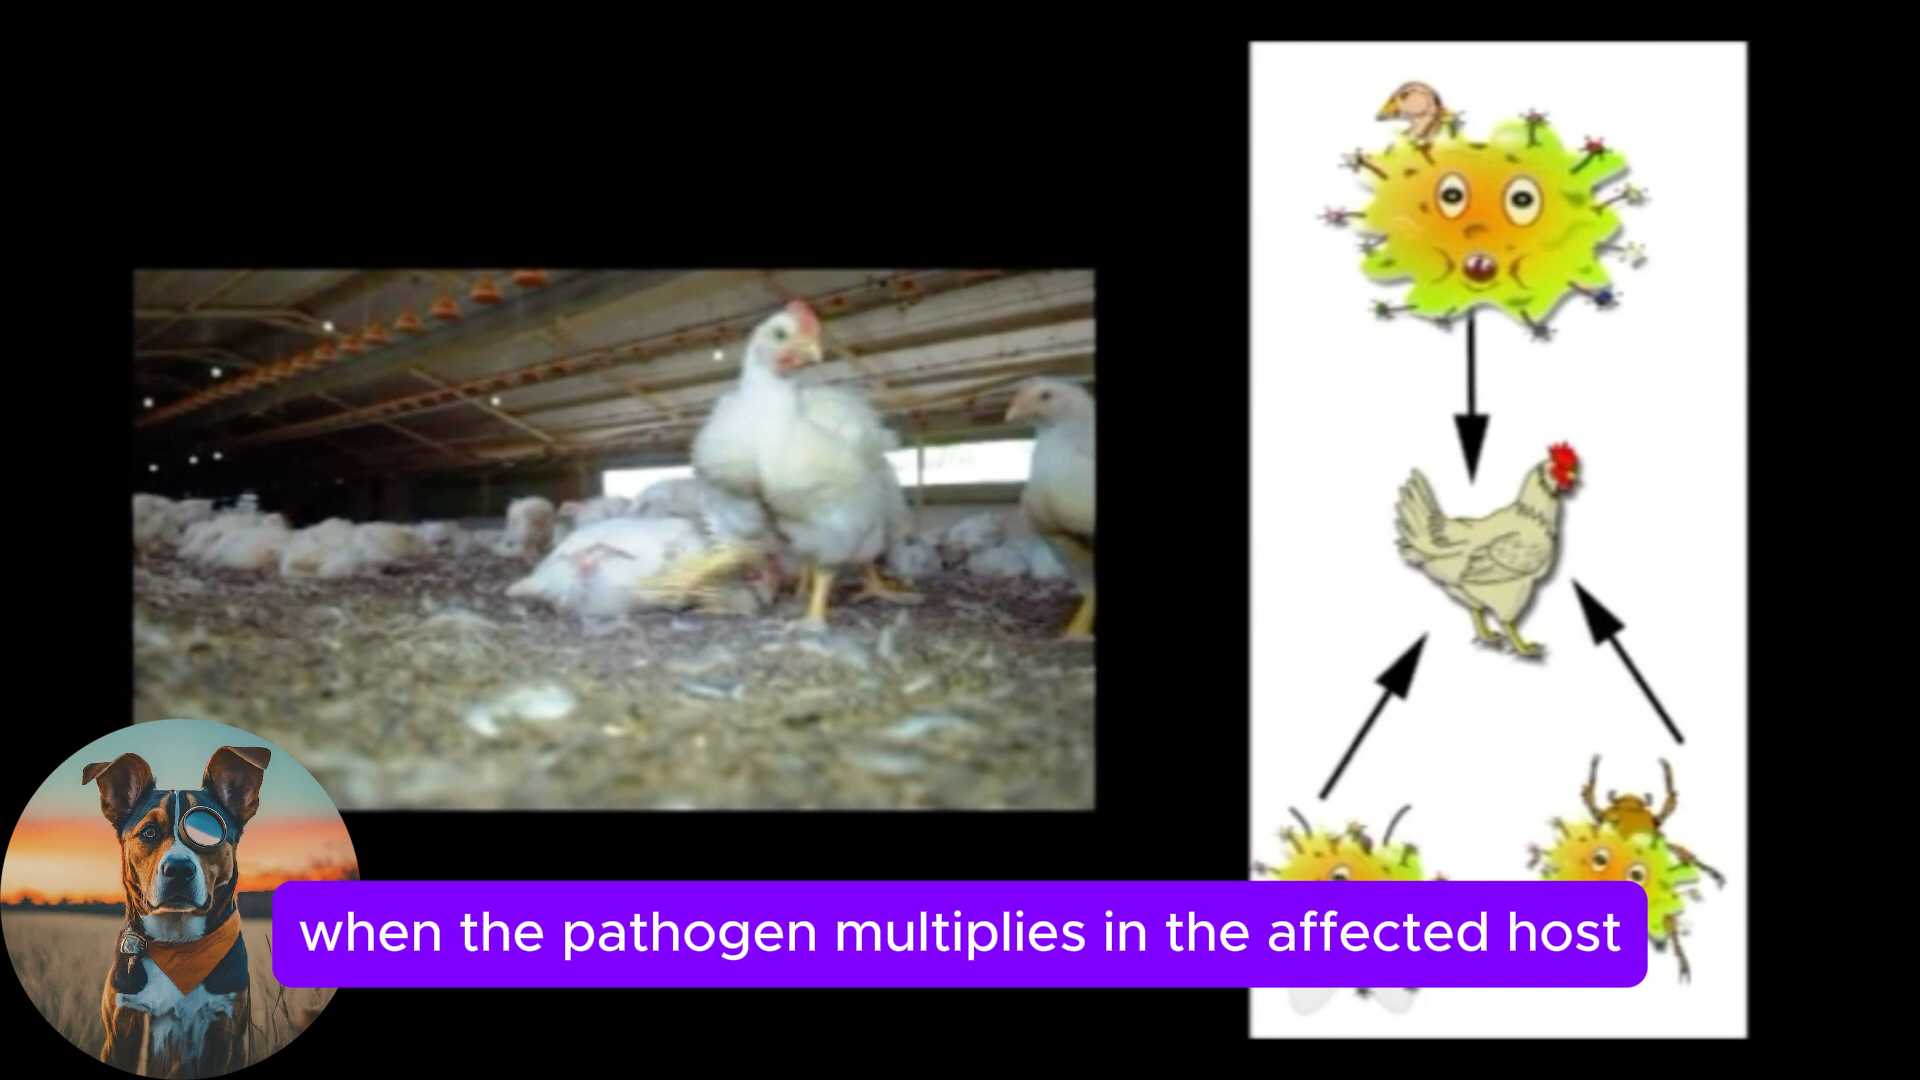 when the pathogen multiplies in the affected host